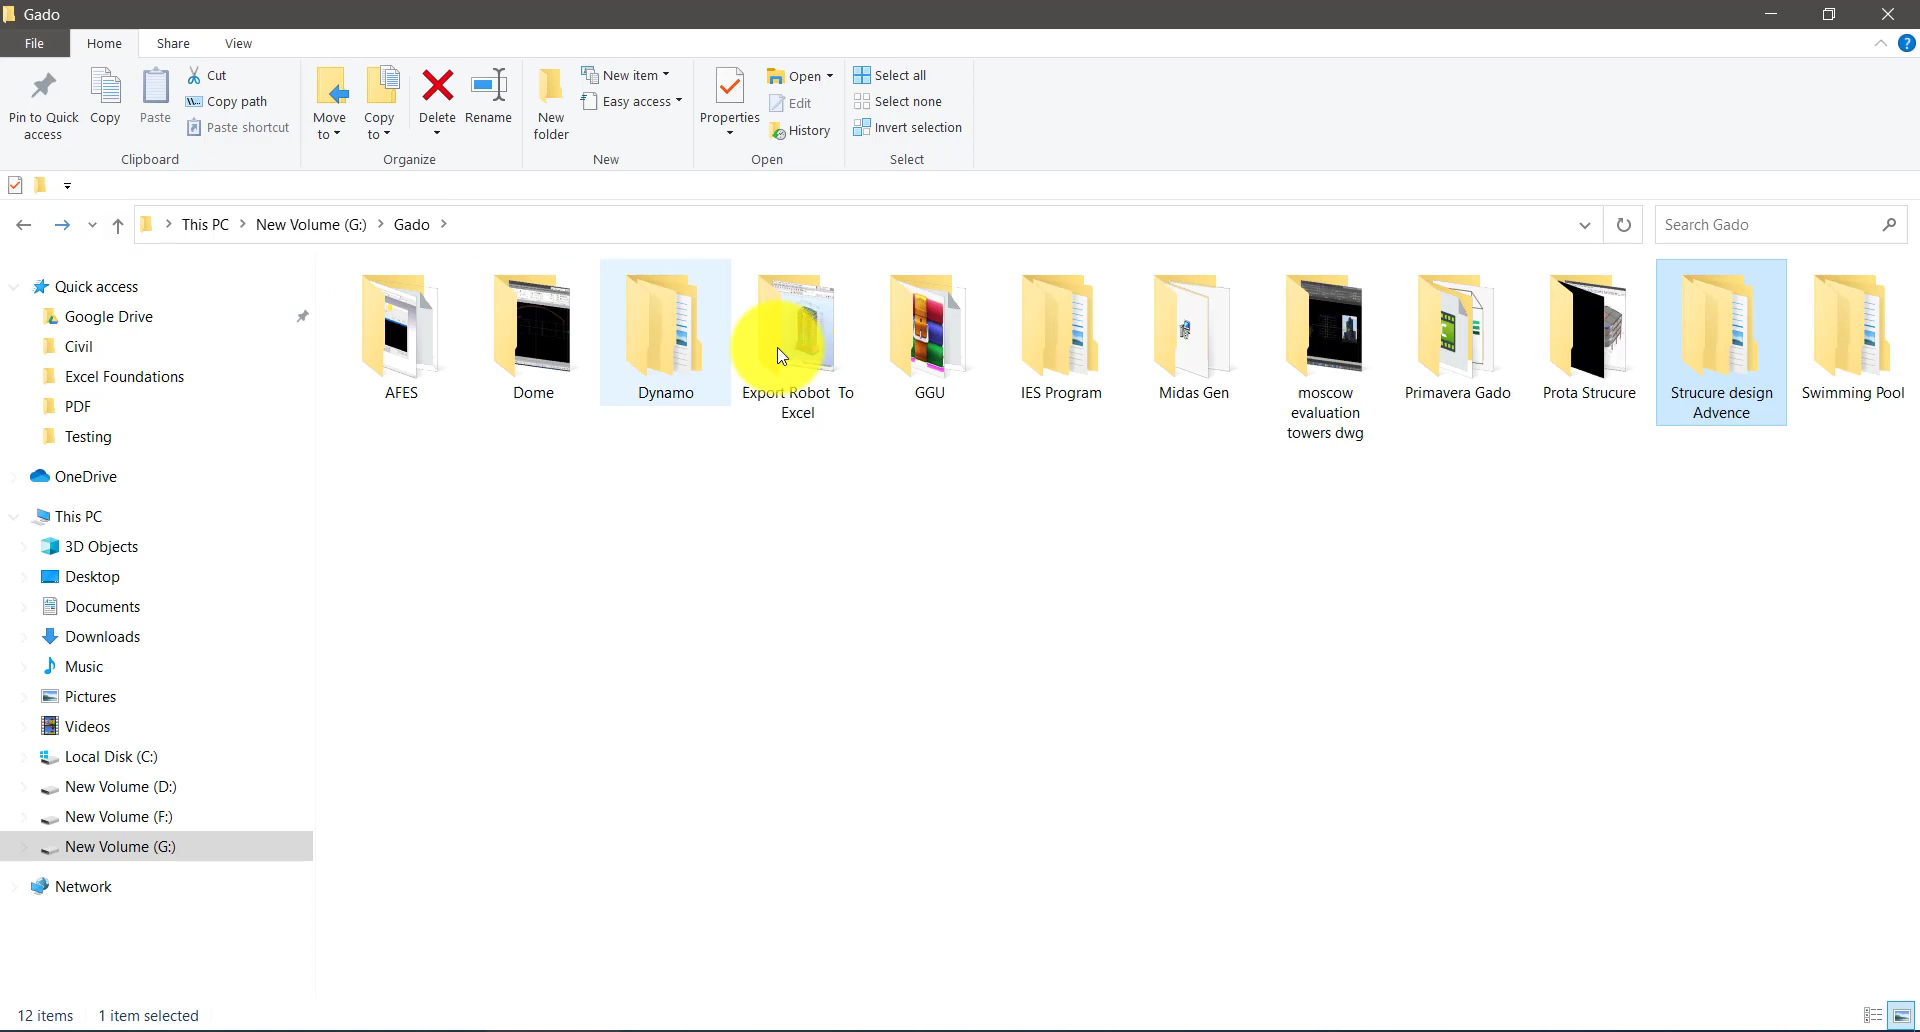 Gado
File Home Share View
Pin to Quick access
Copy
Paste
Cut
Copy path
Paste shortcut
Clipboard
Move to
Copy to
Delete
Rename
Organize
New folder
New item
Easy access
New
Properties
Open
Edit
History
Open
Select all
Select none
Invert selection
Select
This PC > New Volume (G:) > Gado >
Search Gado
Quick access
Google Drive
Civil
Excel Foundations
PDF
Testing
OneDrive
This PC
3D Objects
Desktop
Documents
Downloads
Music
Pictures
Videos
Local Disk (C:)
New Volume (D:)
New Volume (F:)
New Volume (G:)
Network
AFES
Dome
Dynamo
Export Robot To
Excel
GGU
IES Program
Midas Gen
moscow
evaluation
towers dwg
Primavera Gado
Prota Strucure
Strucure design
Advence
Swimming Pool
12 items 1 item selected